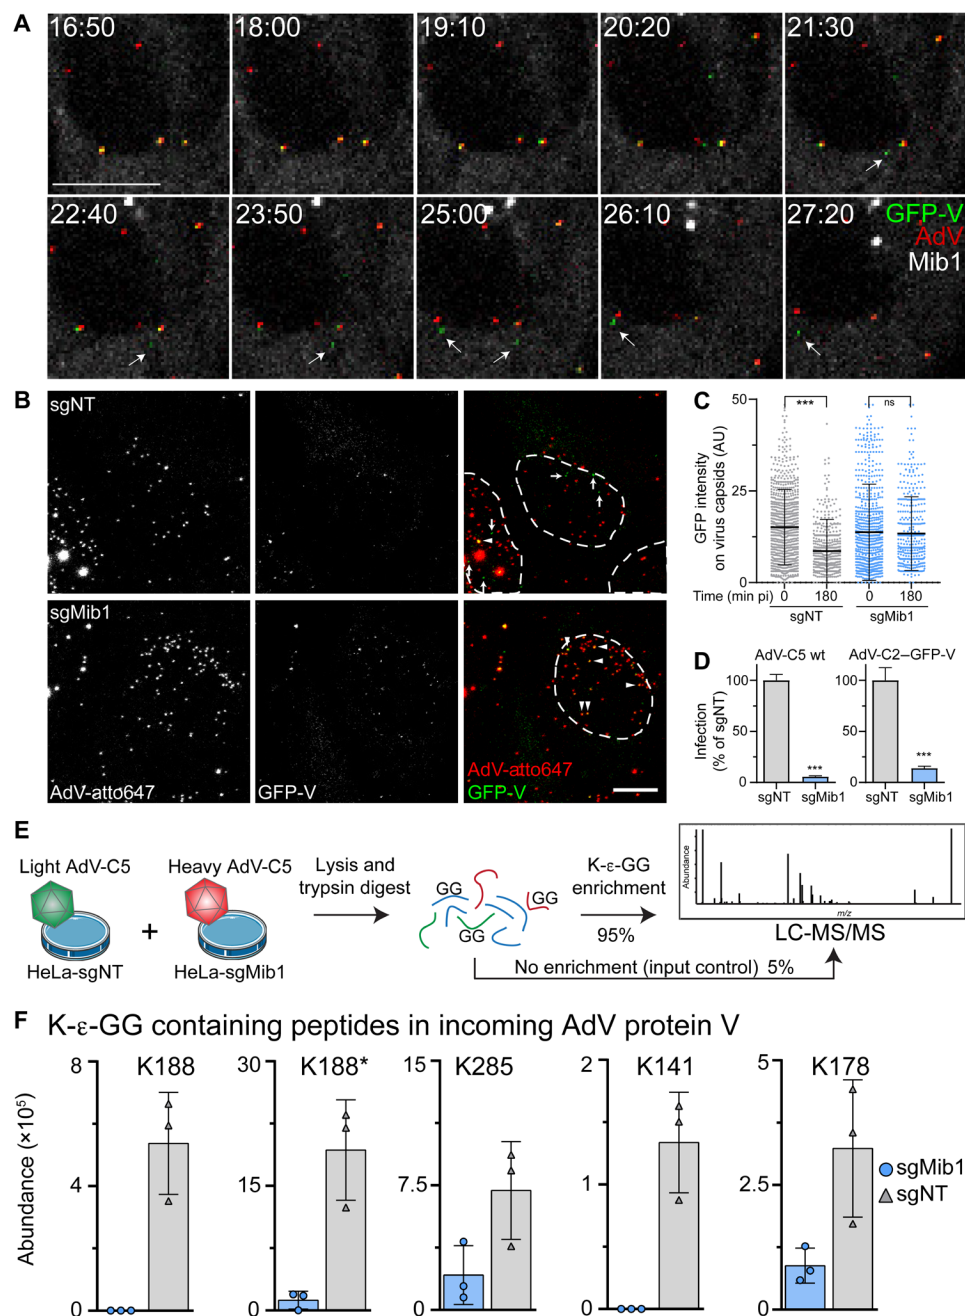 A
16:50
18:00
19:10
20:20
21:30
22:40
23:50
25:00
26:10
27:20
GFP-V
AdV
Mib1
B
sgNT
sgMib1
AdV-atto647
GFP-V
AdV-atto647
GFP-V
C
GFP intensity
on virus capsids (AU)
50
25
0
***
ns
Time (min pi)
0
180
0
180
sgNT
sgMib1
D
AdV-C5 wt
AdV-C2–GFP-V
Infection
(% of sgNT)
100
50
0
***
sgNT
sgMib1
100
50
0
***
sgNT
sgMib1
E
Light AdV-C5
Heavy AdV-C5
HeLa-sgNT
+
HeLa-sgMib1
Lysis and
trypsin digest
GG
GG
GG
K-ε-GG
enrichment
95%
No enrichment (input control) 5%
Abundance
m/z
LC-MS/MS
F K-ε-GG containing peptides in incoming AdV protein V
Abundance (×10⁵)
K188
8
4
0
K188*
30
15
0
K285
15
7.5
0
K141
2
1
0
K178
5
2.5
0
sgMib1
sgNT